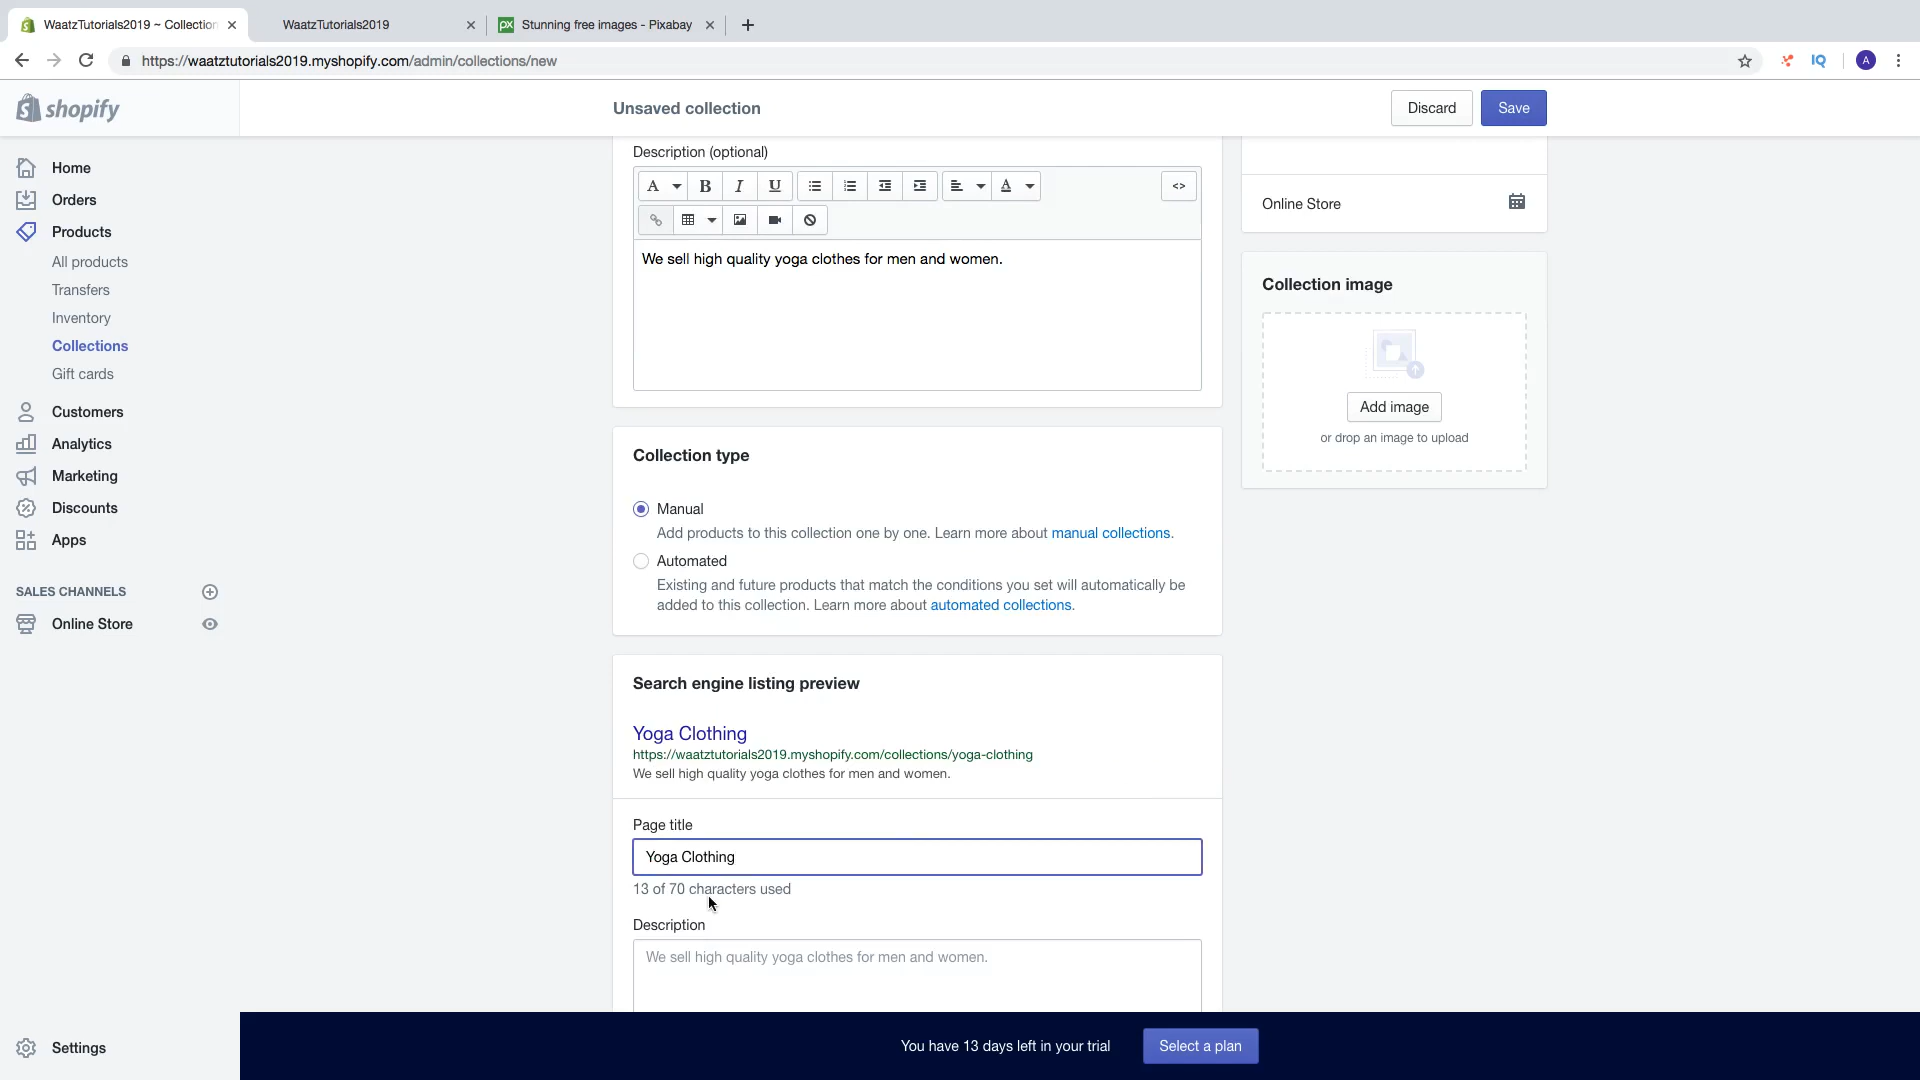 WaatzTutorials2019 ~ Collection
WaatzTutorials2019
px
Stunning free images - Pixabay
https://waatztutorials2019.myshopify.com/admin/collections/new
IQ
A
shopify
Unsaved collection
Discard
Save
Home
Orders
Products
All products
Transfers
Inventory
Collections
Gift cards
Customers
Analytics
Marketing
Discounts
Apps
SALES CHANNELS
Online Store
Settings
Description (optional)
A
B
I
U
A
<>
We sell high quality yoga clothes for men and women.
Collection type
Manual
Add products to this collection one by one. Learn more about manual collections.
Automated
Existing and future products that match the conditions you set will automatically be
added to this collection. Learn more about automated collections.
Search engine listing preview
Yoga Clothing
https://waatztutorials2019.myshopify.com/collections/yoga-clothing
We sell high quality yoga clothes for men and women.
Page title
Yoga Clothing
13 of 70 characters used
Description
We sell high quality yoga clothes for men and women.
Online Store
Collection image
Add image
or drop an image to upload
You have 13 days left in your trial
Select a plan